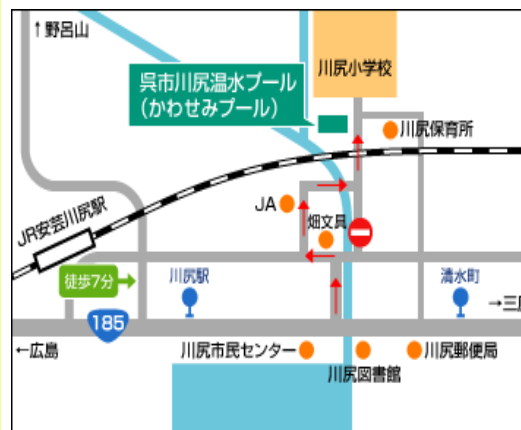 ↑野呂山
川尻小学校
呉市川尻温水プール
(かわせみプール)
川尻保育所
JR安芸川尻駅
JA
畑文具
徒歩7分
川尻駅
清水町
185
→三
←広島
川尻市民センター
川尻図書館
川尻郵便局